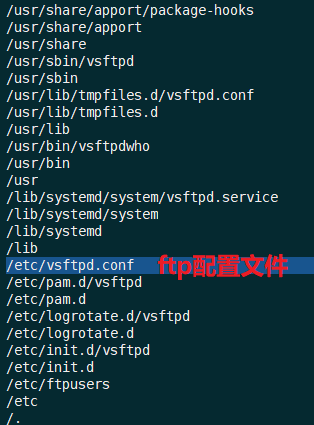 /usr/share/apport/package-hooks
/usr/share/apport
/usr/share
/usr/sbin/vsftpd
/usr/sbin
/usr/lib/tmpfiles.d/vsftpd.conf
/usr/lib/tmpfiles.d
/usr/lib
/usr/bin/vsftpdwho
/usr/bin
/usr
/lib/systemd/system/vsftpd.service
/lib/systemd/system
/lib/systemd
/lib
/etc/vsftpd.conf ftp配置文件
/etc/pam.d/vsftpd
/etc/pam.d
/etc/logrotate.d/vsftpd
/etc/logrotate.d
/etc/init.d/vsftpd
/etc/init.d
/etc/ftpusers
/etc
/.